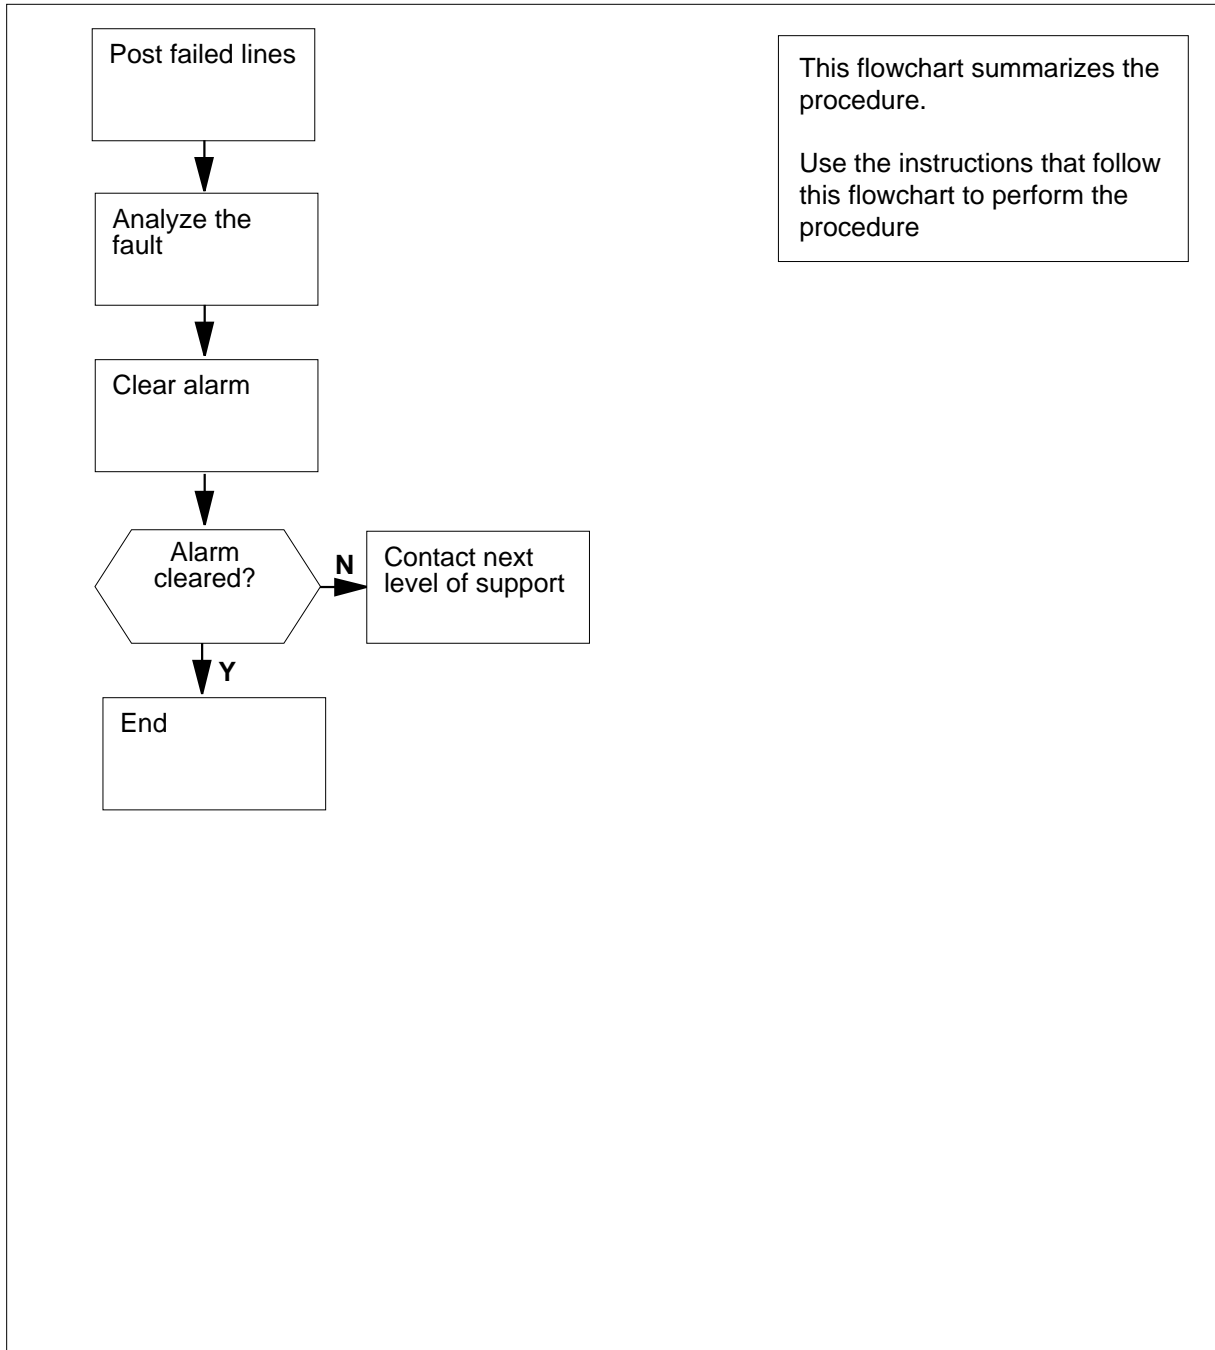 Post failed lines
This flowchart summarizes the
procedure.
Use the instructions that follow
this flowchart to perform the
procedure
Analyze the
fault
Clear alarm
Alarm
cleared?
N
Contact next
level of support
Y
End